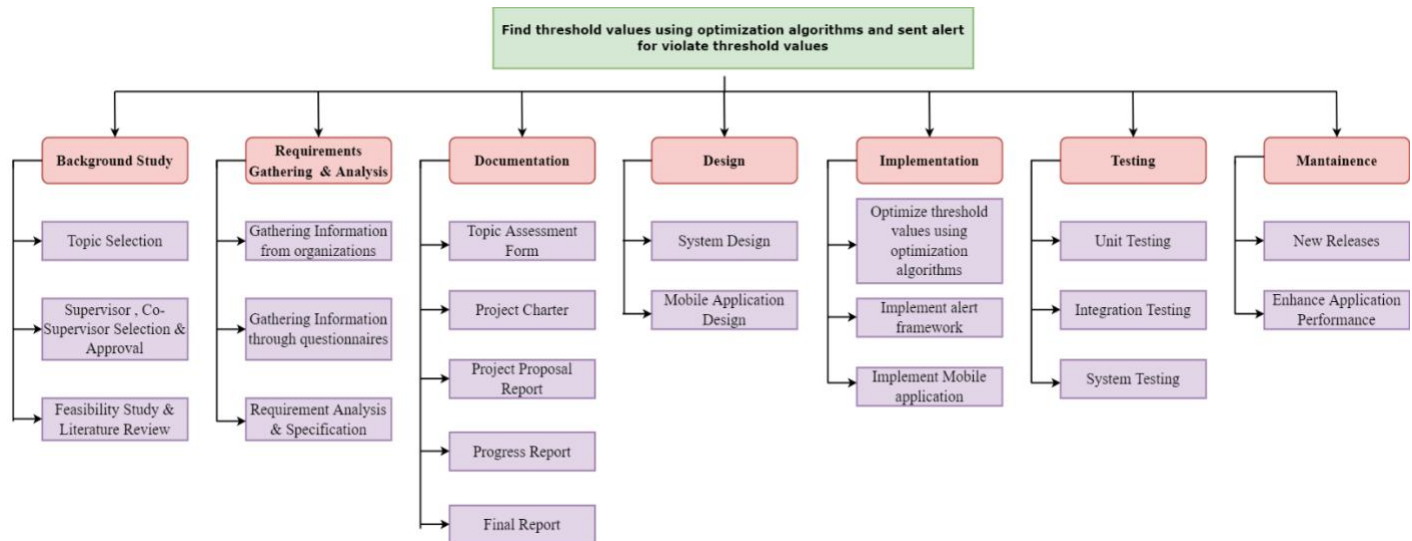 Find threshold values using optimization algorithms and sent alert
for violate threshold values
Background Study
Topic Selection
Supervisor , Co-
Supervisor Selection &
Approval
Feasibility Study &
Literature Review
Requirements
Gathering & Analysis
Gathering Information
from organizations
Gathering Information
through questionnaires
Requirement Analysis
& Specification
Documentation
Topic Assessment
Form
Project Charter
Project Proposal
Report
Progress Report
Final Report
Design
System Design
Mobile Application
Design
Implementation
Optimize threshold
values using
optimization
algorithms
Implement alert
framework
Implement Mobile
application
Testing
Unit Testing
Integration Testing
System Testing
Mantainence
New Releases
Enhance Application
Performance